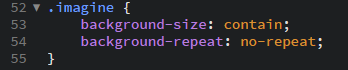 52 ▼ .imagine {
53 background-size: contain;
54 background-repeat: no-repeat;
55 }